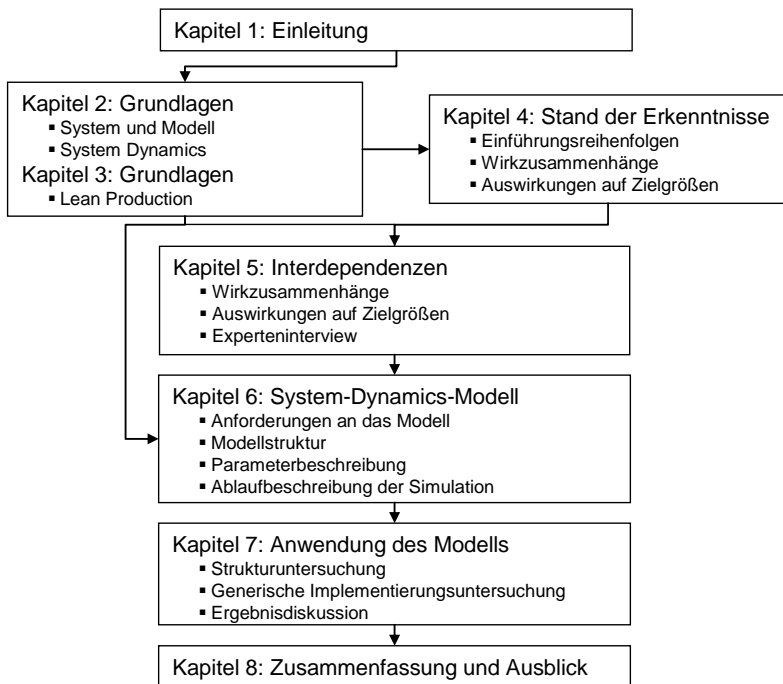 Kapitel 1: Einleitung
Kapitel 2: Grundlagen
▪ System und Modell
▪ System Dynamics
Kapitel 3: Grundlagen
▪ Lean Production
Kapitel 4: Stand der Erkenntnisse
▪ Einführungsreihenfolgen
▪ Wirkzusammenhänge
▪ Auswirkungen auf Zielgrößen
Kapitel 5: Interdependenzen
▪ Wirkzusammenhänge
▪ Auswirkungen auf Zielgrößen
▪ Experteninterview
Kapitel 6: System-Dynamics-Modell
▪ Anforderungen an das Modell
▪ Modellstruktur
▪ Parameterbeschreibung
▪ Ablaufbeschreibung der Simulation
Kapitel 7: Anwendung des Modells
▪ Strukturuntersuchung
▪ Generische Implementierungsuntersuchung
▪ Ergebnisdiskussion
Kapitel 8: Zusammenfassung und Ausblick